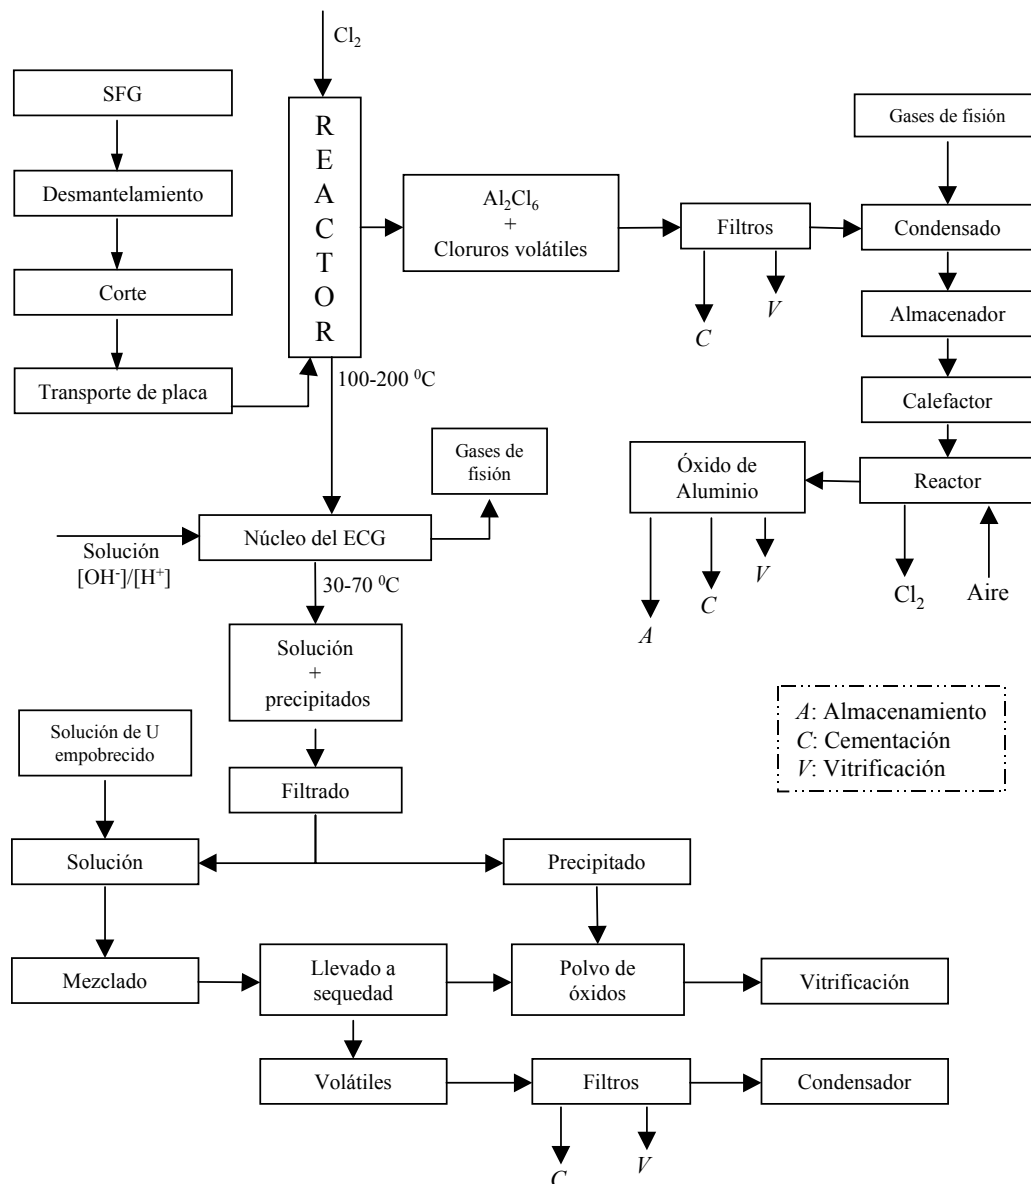 Cl2
SFG
REACTOR
Gases de fisión
Desmantelamiento
Al2Cl6
+
Cloruros volátiles
Filtros
Condensado
C
V
Corte
Almacenador
Transporte de placa
100-200 ⁰C
Calefactor
Gases de
fisión
Óxido de
Aluminio
Reactor
Solución
[OH-]/[H+]
Núcleo del ECG
30-70 ⁰C
A
C
V
Cl2
Aire
Solución
+
precipitados
A: Almacenamiento
C: Cementación
V: Vitrificación
Solución de U
empobrecido
Filtrado
Solución
Precipitado
Mezclado
Llevado a
sequedad
Polvo de
óxidos
Vitrificación
Volátiles
Filtros
Condensador
C
V